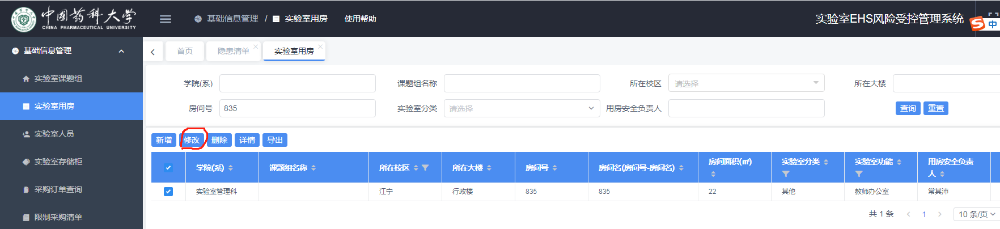 中国药科大学
CHINA PHARMACEUTICAL UNIVERSITY
基础信息管理 / 实验室用房 使用帮助
实验室EHS风险受控管理系统
中
基础信息管理
实验室课题组
实验室用房
实验室人员
实验室存储柜
采购订单查询
限制采购清单
首页 隐患清单 实验室用房
学院(系) 课题组名称 所在校区 请选择 所在大楼
房间号 835 实验室分类 请选择 用房安全负责人 查询 重置
新增 修改 删除 详情 导出
学院(系) 课题组名称 所在校区 所在大楼 房间号 房间名(房间号-房间名) 房间面积(㎡) 实验室分类 实验室功能 用房安全负责
人
实验室管理科 江宁 行政楼 835 835 22 其他 教师办公室 常其沛
共 1 条 1 10 条/页